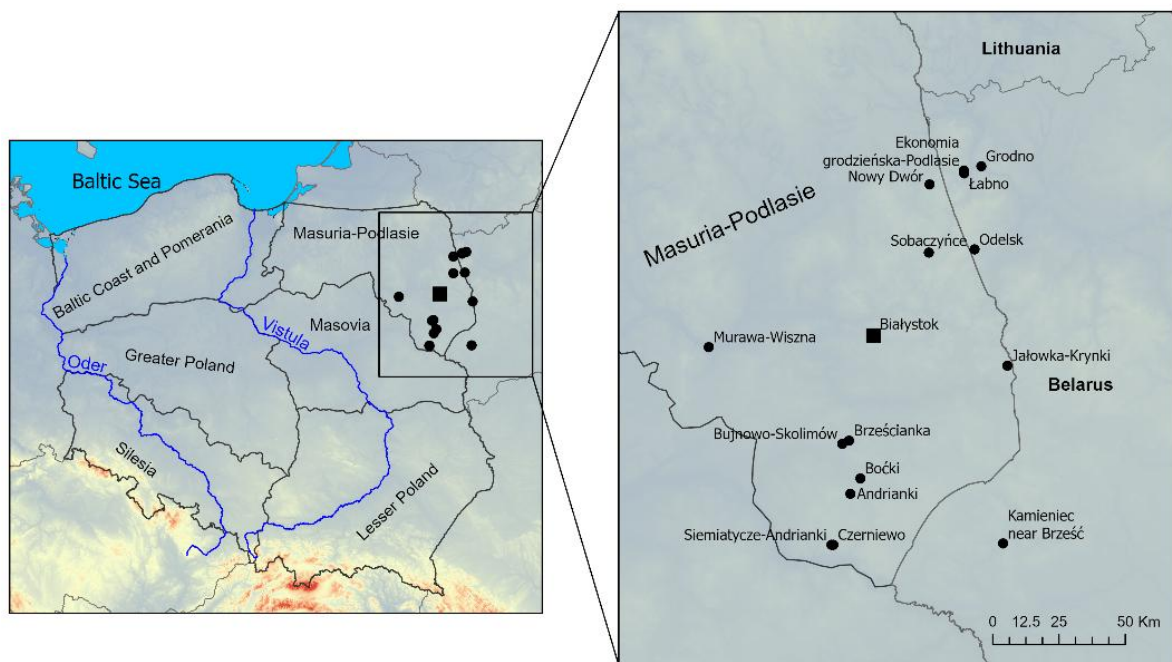 Baltic Sea
Baltic Coast and Pomerania
Masuria-Podlasie
Masovia
Vistula
Greater Poland
Oder
Silesia
Lesser Poland
Lithuania
Ekonomia
grodzieńska-Podlasie
Nowy Dwór
Grodno
Łabno
Masuria-Podlasie
Sobaczyńce
Odelsk
Białystok
Murawa-Wiszna
Jałowka-Krynki
Belarus
Bujnowo-Skolimów
Brześcianka
Boćki
Andrianki
Siemiatycze-Andrianki
Czerniewo
Kamieniec
near Brześć
0 12.5 25 50 Km